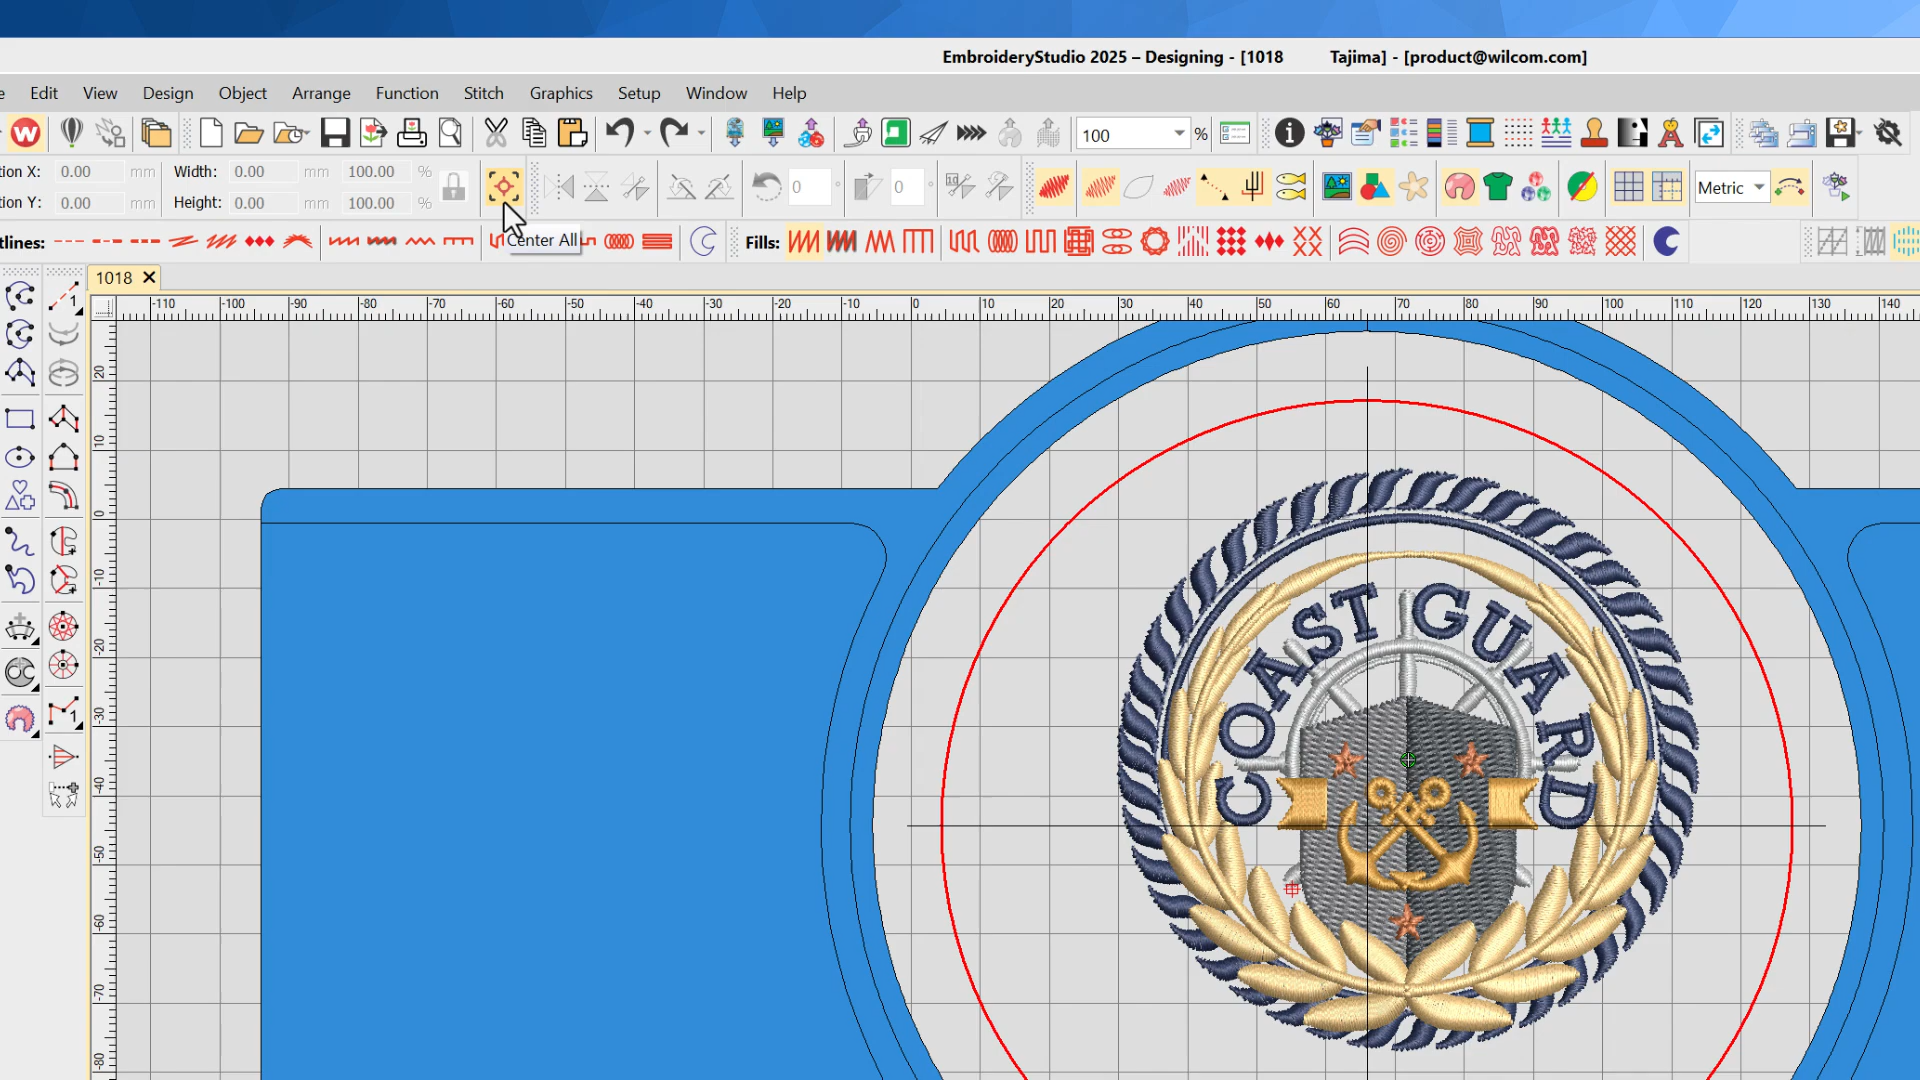 EmbroideryStudio 2025 – Designing - [1018 Tajima] - [product@wilcom.com]
e Edit View Design Object Arrange Function Stitch Graphics Setup Window Help
W 100 %
tion X: 0.00 mm Width: 0.00 mm 100.00 %
0 0 Metric
tion Y: 0.00 mm Height: 0.00 mm 100.00 %
tlines: Center All Fills:
1018
-110 -100 -90 -80 -70 -60 -50 -40 -30 -20 -10 0 10 20 30 40 50 60 70 80 90 100 110 120 130 140
20
10
0
-10
-20
-30
-40
-50
-60
-70
-80
1
1
COAST GUARD